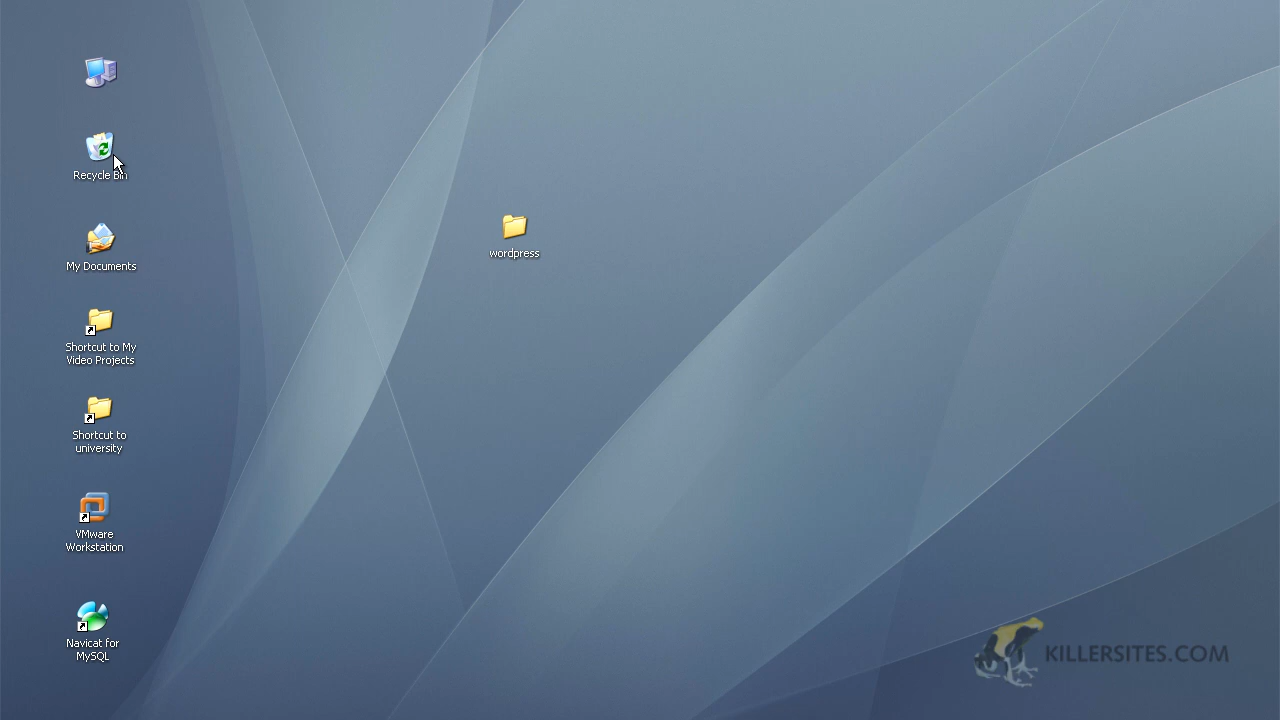 Recycle Bin
wordpress
My Documents
Shortcut to My
Video Projects
Shortcut to
university
VMware
Workstation
Navicat for
MySQL
KILLERSITES.COM